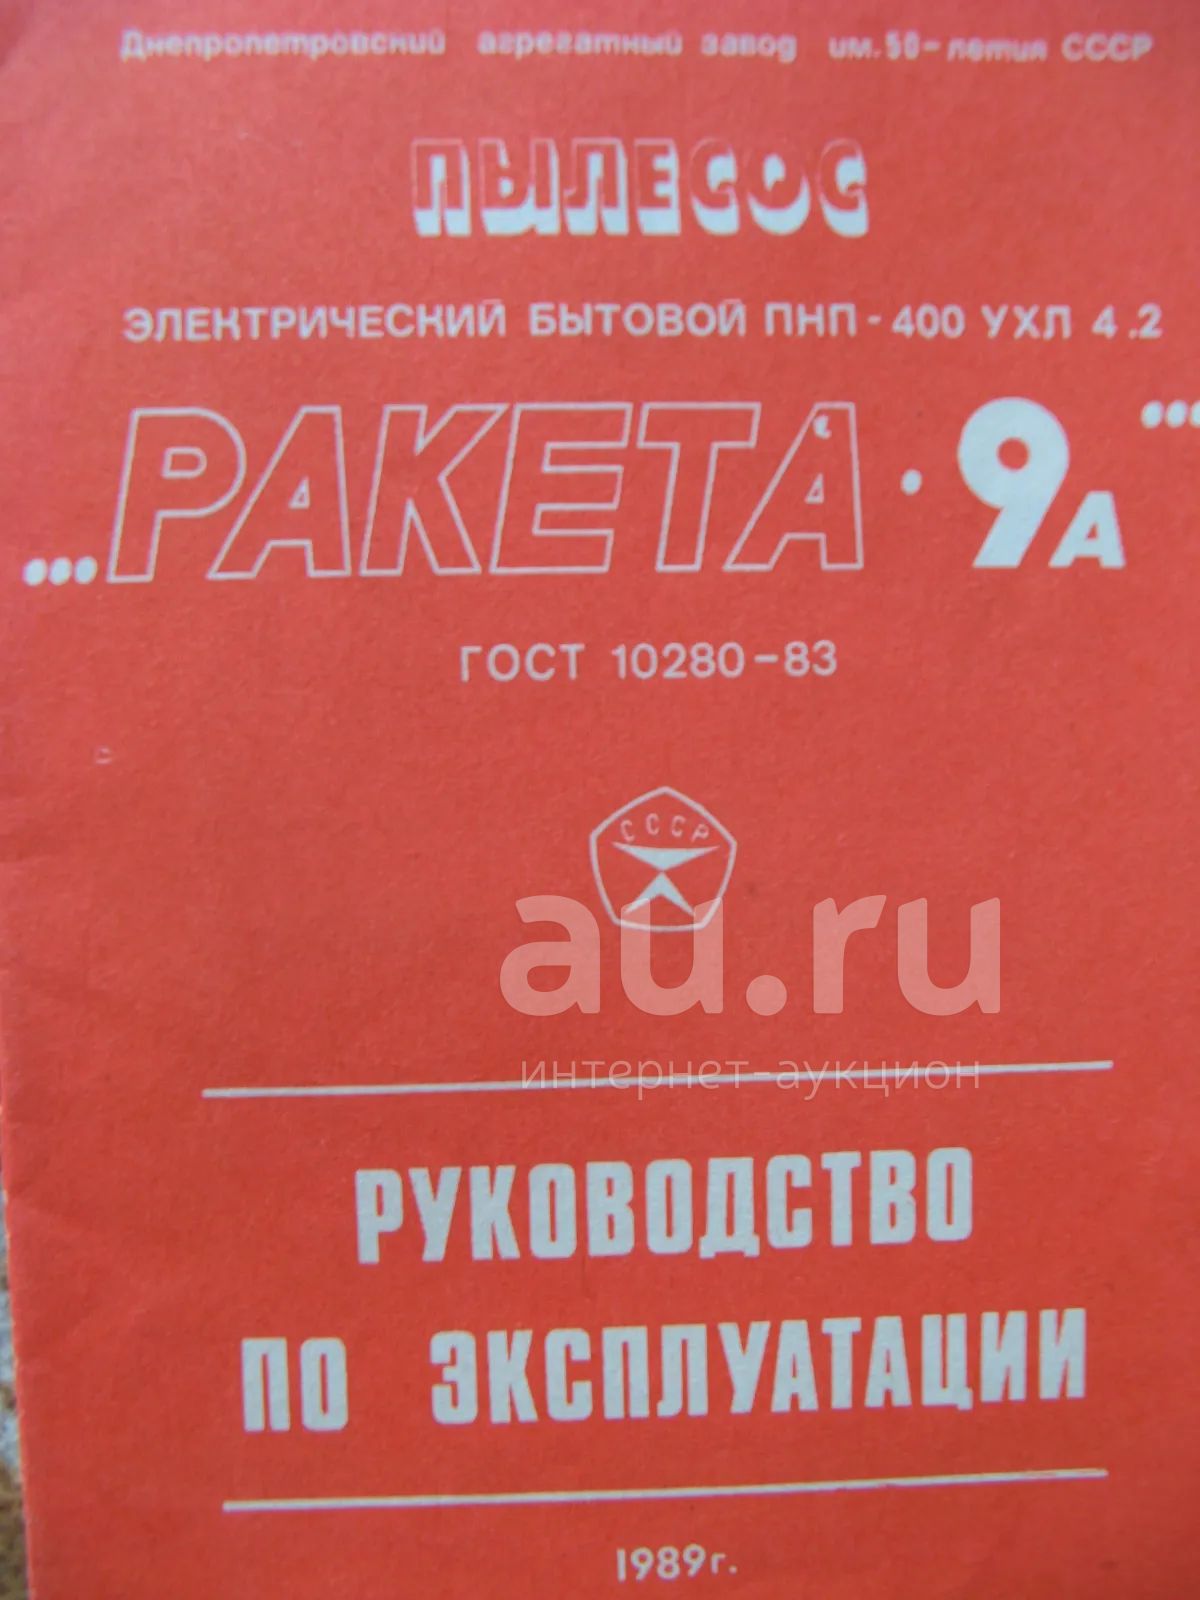 Днепропетровский агрегатный завод им.50-летия СССР
ПЫЛЕСОС
ЭЛЕКТРИЧЕСКИЙ БЫТОВОЙ ПНП-400 УХЛ 4.2
„РАКЕТА·9А"
ГОСТ 10280-83
СССР
au.ru
интернет-аукцион
РУКОВОДСТВО
ПО ЭКСПЛУАТАЦИИ
1989г.